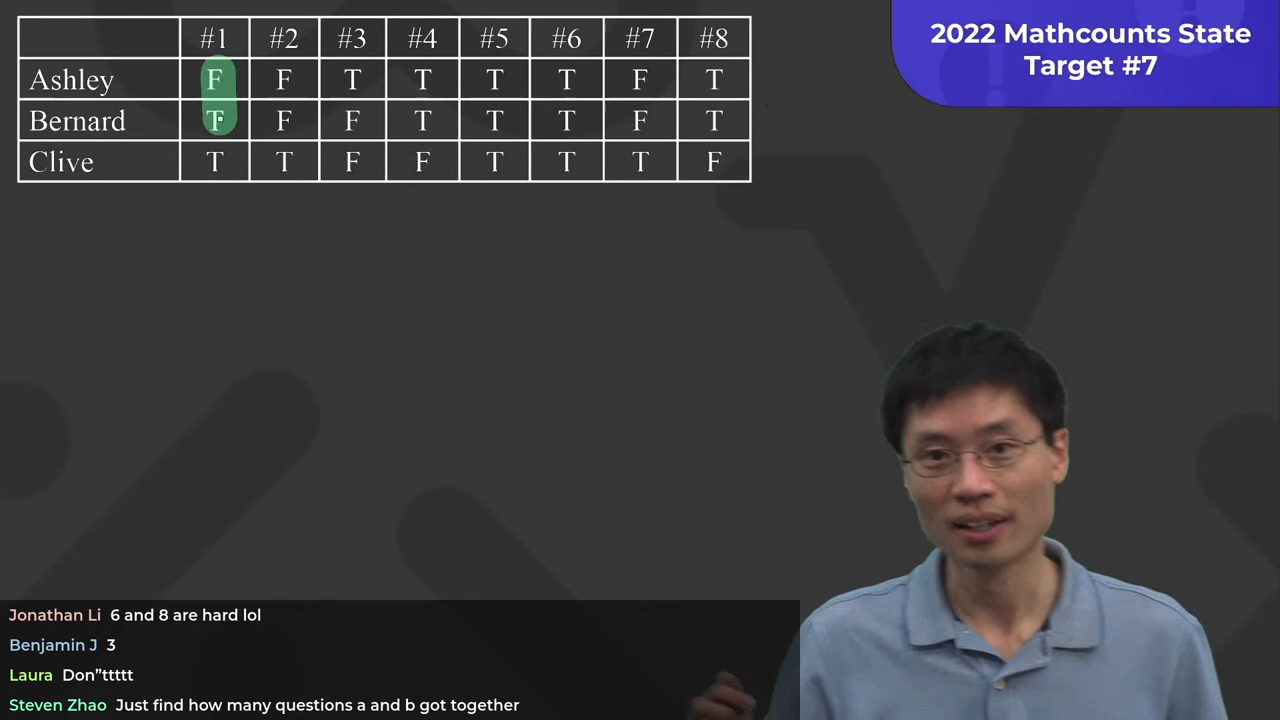 #1 #2 #3 #4 #5 #6 #7 #8
Ashley F F T T T T F T
Bernard T F F T T T F T
Clive T T F F T T T F
2022 Mathcounts State
Target #7
Jonathan Li 6 and 8 are hard lol
Benjamin J 3
Laura Don”ttttt
Steven Zhao Just find how many questions a and b got together